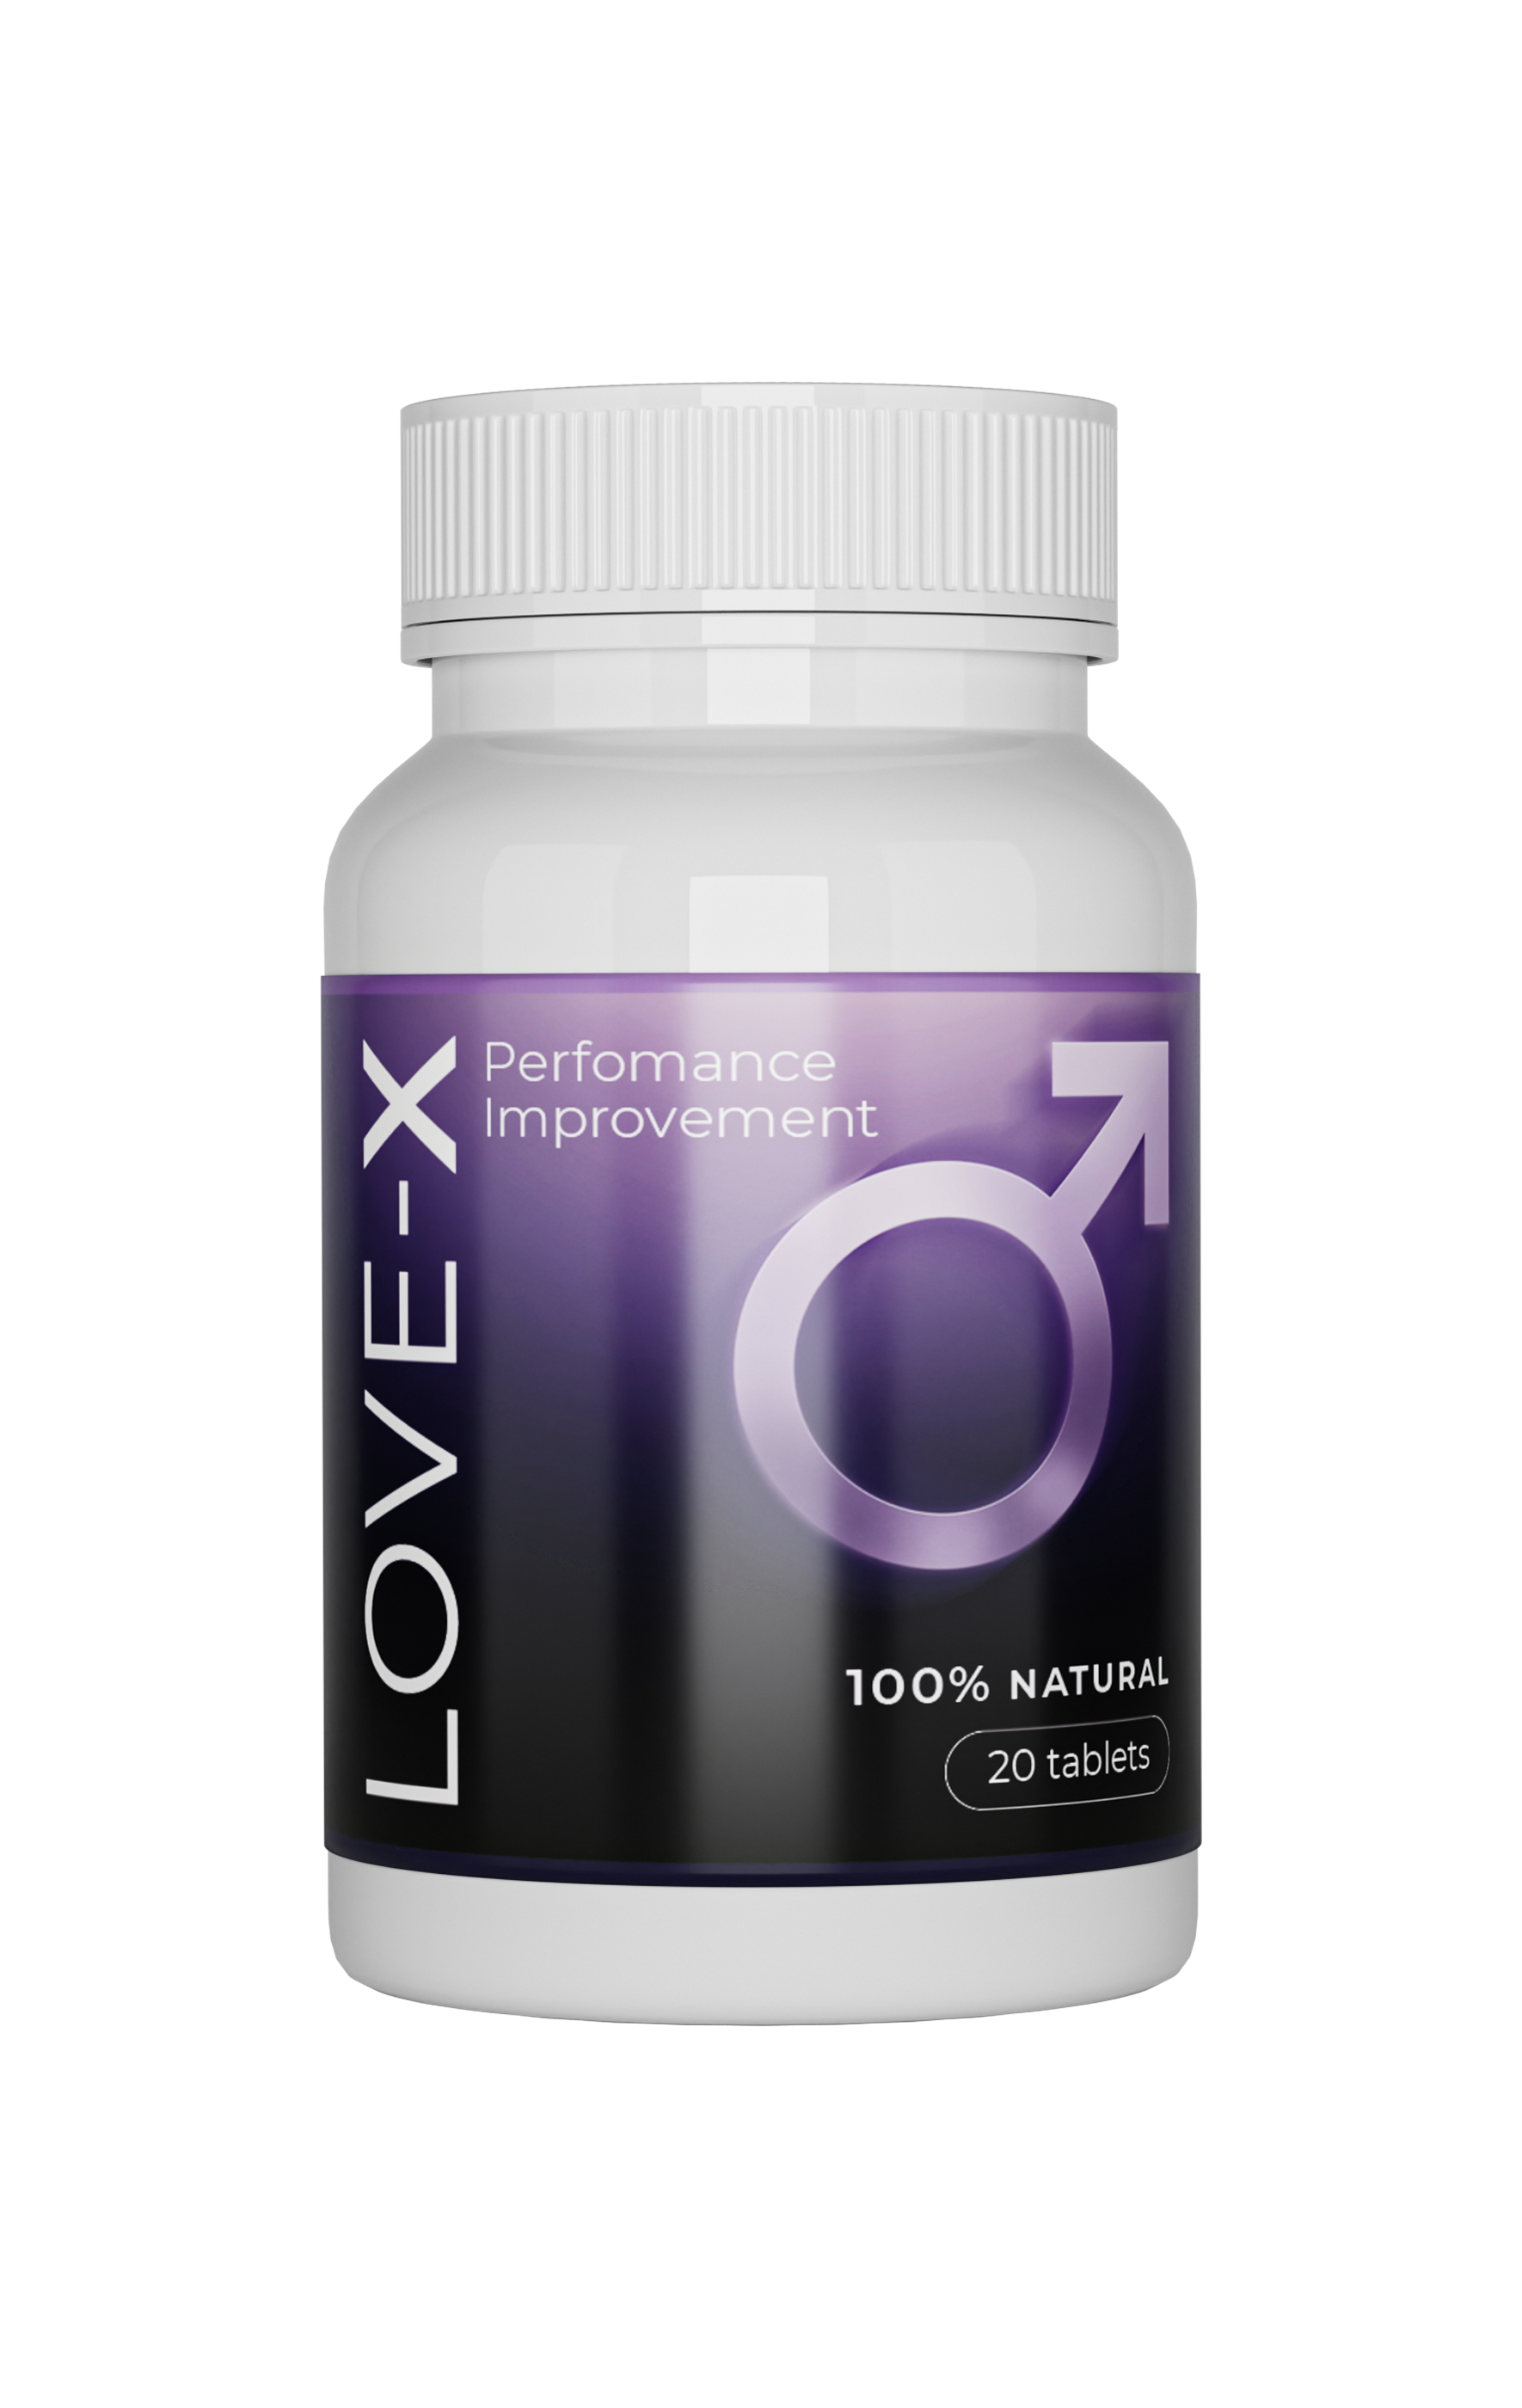 LOVE-X
Perfomance
Improvement
100% NATURAL
20 tablets